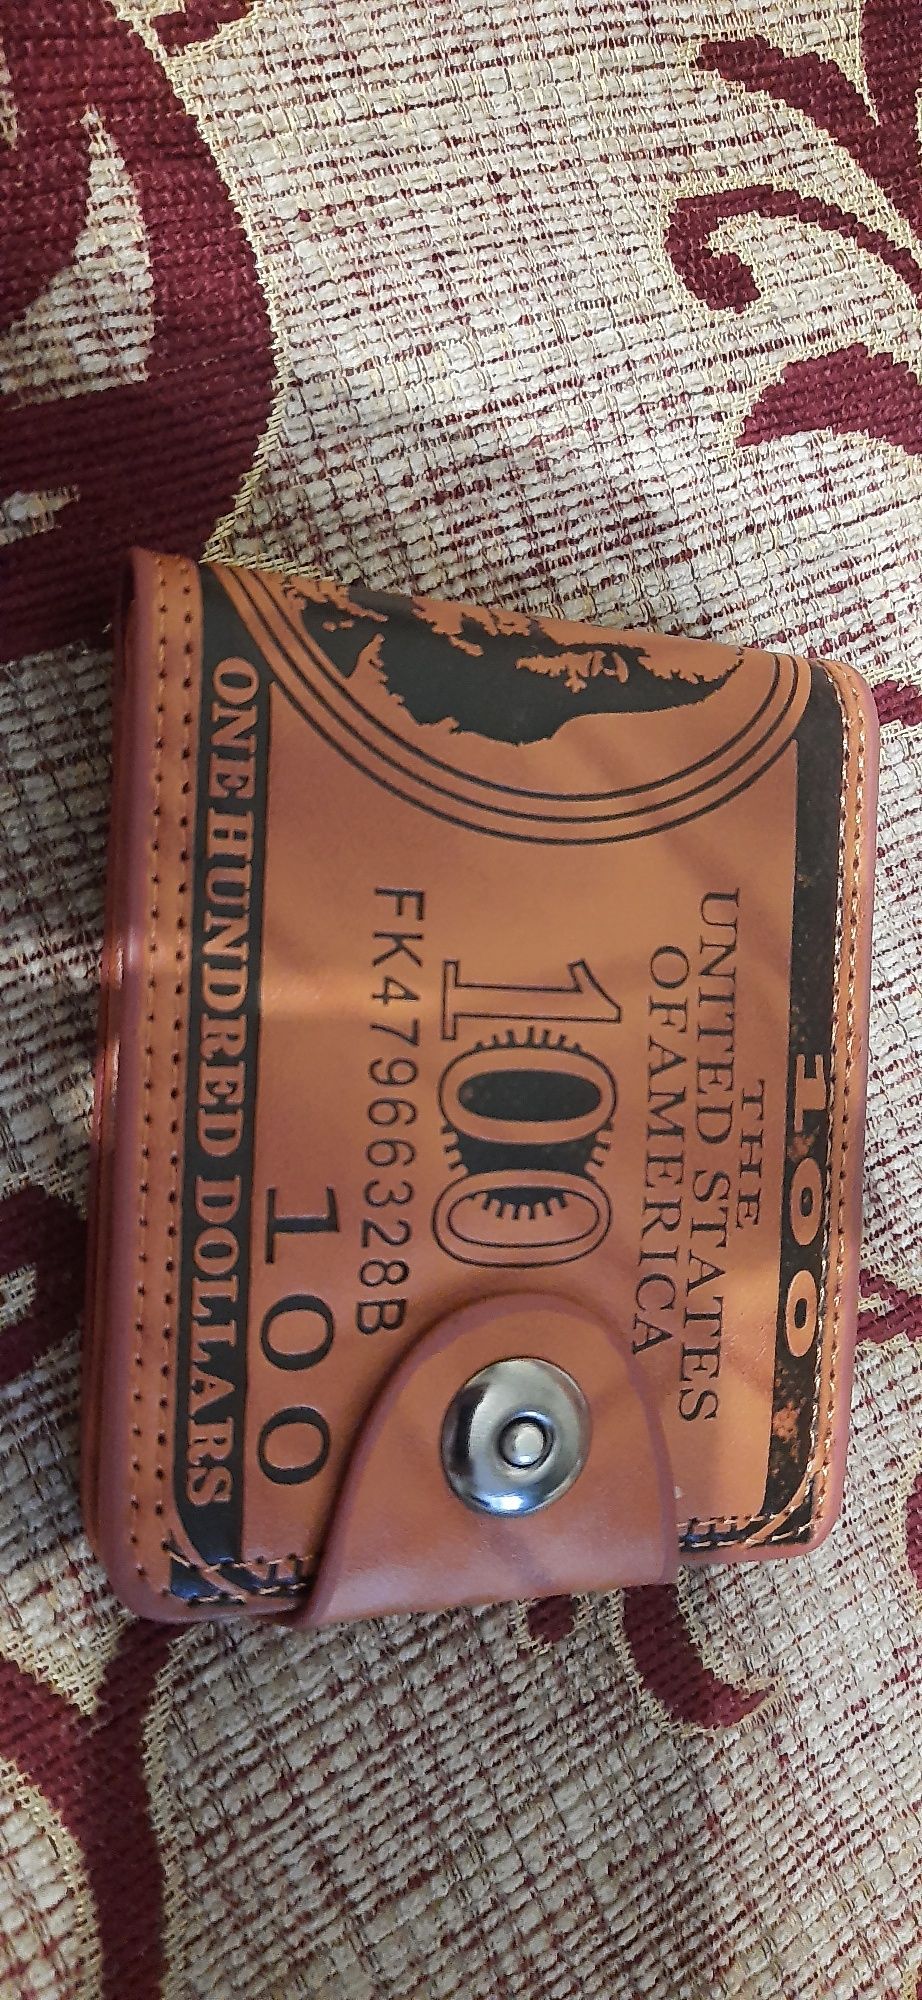 100
THE
UNITED STATES
OF AMERICA
100
FK47966328B
100
ONE HUNDRED DOLLARS